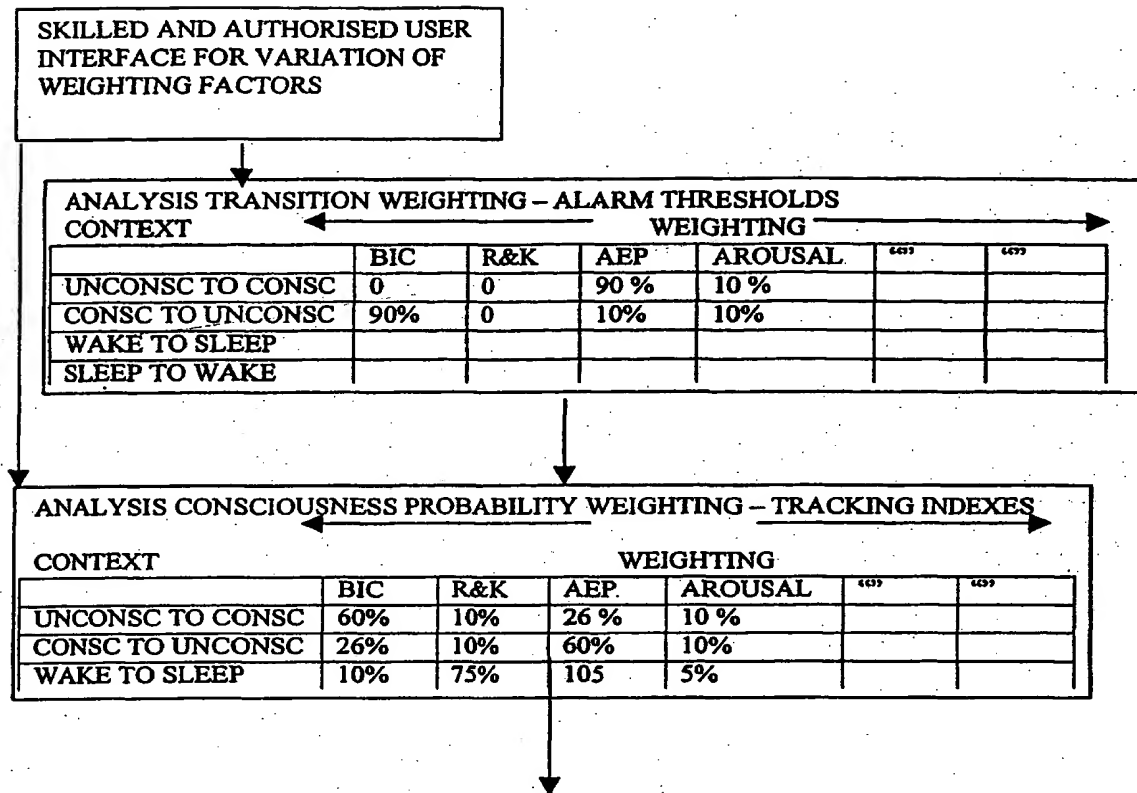 SKILLED AND AUTHORISED USER
INTERFACE FOR VARIATION OF
WEIGHTING FACTORS
ANALYSIS TRANSITION WEIGHTING – ALARM THRESHOLDS
CONTEXT WEIGHTING
BIC R&K AEP AROUSAL “” “”
UNCONSC TO CONSC 0 0 90 % 10 %
CONSC TO UNCONSC 90% 0 10% 10%
WAKE TO SLEEP
SLEEP TO WAKE
ANALYSIS CONSCIOUSNESS PROBABILITY WEIGHTING – TRACKING INDEXES
CONTEXT WEIGHTING
BIC R&K AEP. AROUSAL “” “”
UNCONSC TO CONSC 60% 10% 26 % 10 %
CONSC TO UNCONSC 26% 10% 60% 10%
WAKE TO SLEEP 10% 75% 105 5%